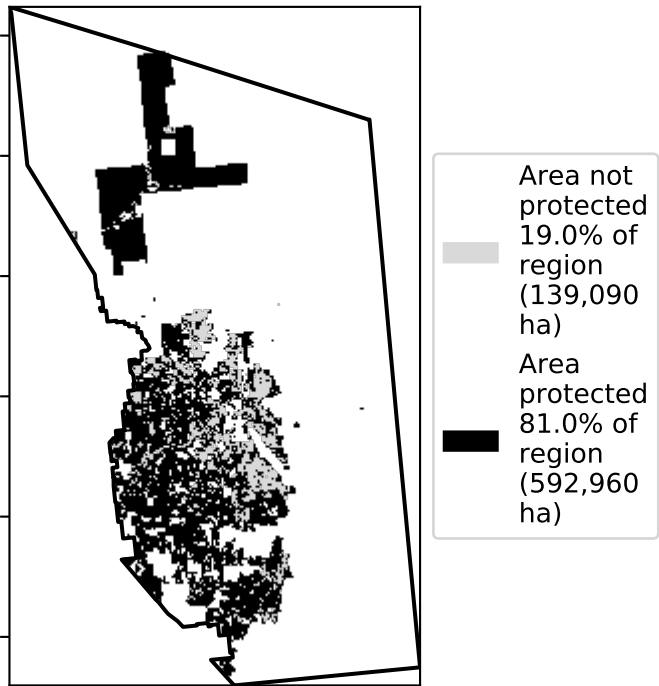 Area not
protected
19.0% of
region
(139,090
ha)
Area
protected
81.0% of
region
(592,960
ha)